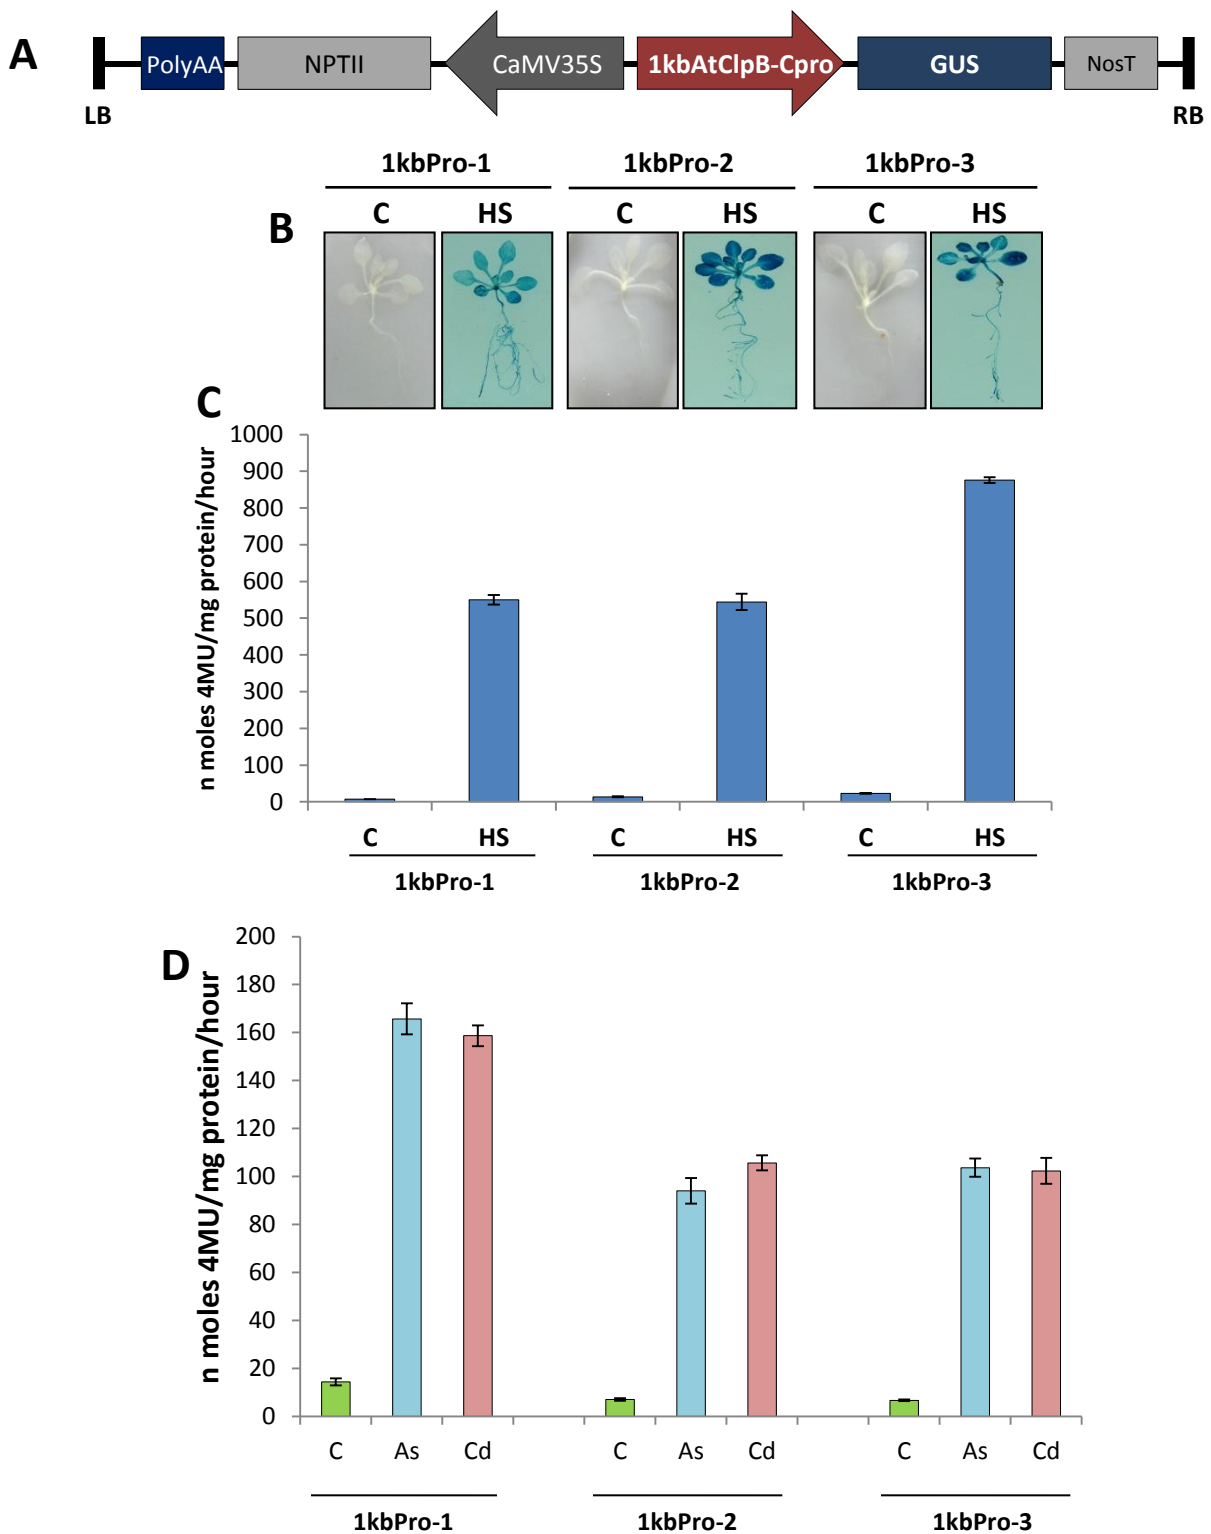 A
PolyAA NPTII CaMV35S 1kbAtClpB-Cpro GUS NosT
LB RB
1kbPro-1 1kbPro-2 1kbPro-3
C HS C HS C HS
B
C
n moles 4MU/mg protein/hour
1000
900
800
700
600
500
400
300
200
100
0
C HS C HS C HS
1kbPro-1 1kbPro-2 1kbPro-3
D
n moles 4MU/mg protein/hour
200
180
160
140
120
100
80
60
40
20
0
C As Cd C As Cd C As Cd
1kbPro-1 1kbPro-2 1kbPro-3